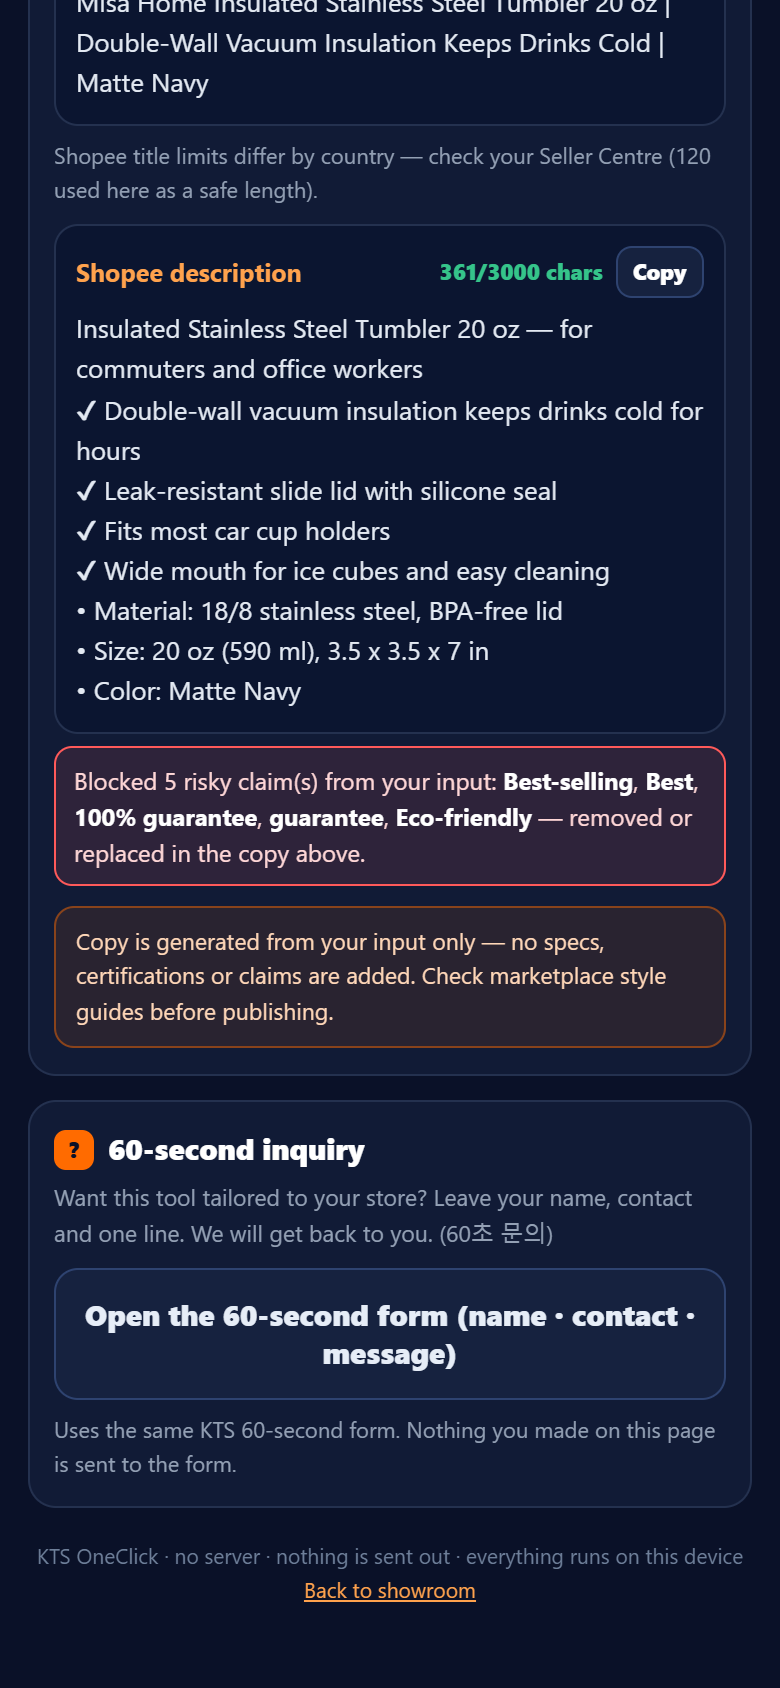 Misa Home Insulated Stainless Steel Tumbler 20 oz |
Double-Wall Vacuum Insulation Keeps Drinks Cold |
Matte Navy
Shopee title limits differ by country — check your Seller Centre (120
used here as a safe length).
Shopee description
361/3000 chars
Copy
Insulated Stainless Steel Tumbler 20 oz — for
commuters and office workers
✓ Double-wall vacuum insulation keeps drinks cold for
hours
✓ Leak-resistant slide lid with silicone seal
✓ Fits most car cup holders
✓ Wide mouth for ice cubes and easy cleaning
• Material: 18/8 stainless steel, BPA-free lid
• Size: 20 oz (590 ml), 3.5 x 3.5 x 7 in
• Color: Matte Navy
Blocked 5 risky claim(s) from your input: Best-selling, Best,
100% guarantee, guarantee, Eco-friendly — removed or
replaced in the copy above.
Copy is generated from your input only — no specs,
certifications or claims are added. Check marketplace style
guides before publishing.
? 60-second inquiry
Want this tool tailored to your store? Leave your name, contact
and one line. We will get back to you. (60초 문의)
Open the 60-second form (name · contact ·
message)
Uses the same KTS 60-second form. Nothing you made on this page
is sent to the form.
KTS OneClick · no server · nothing is sent out · everything runs on this device
Back to showroom